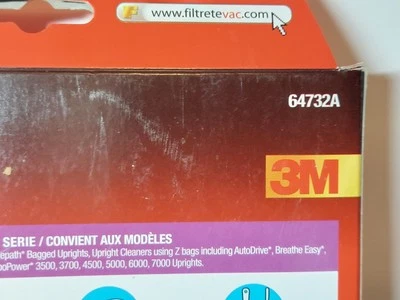 www.filtretevac.com
64732A
3M
SERIE / CONVIENT AUX MODÈLES
Bagged Uprights, Upright Cleaners using Z bags including AutoDrive*, Breathe Easy*,
3500, 3700, 4500, 5000, 6000, 7000 Uprights.